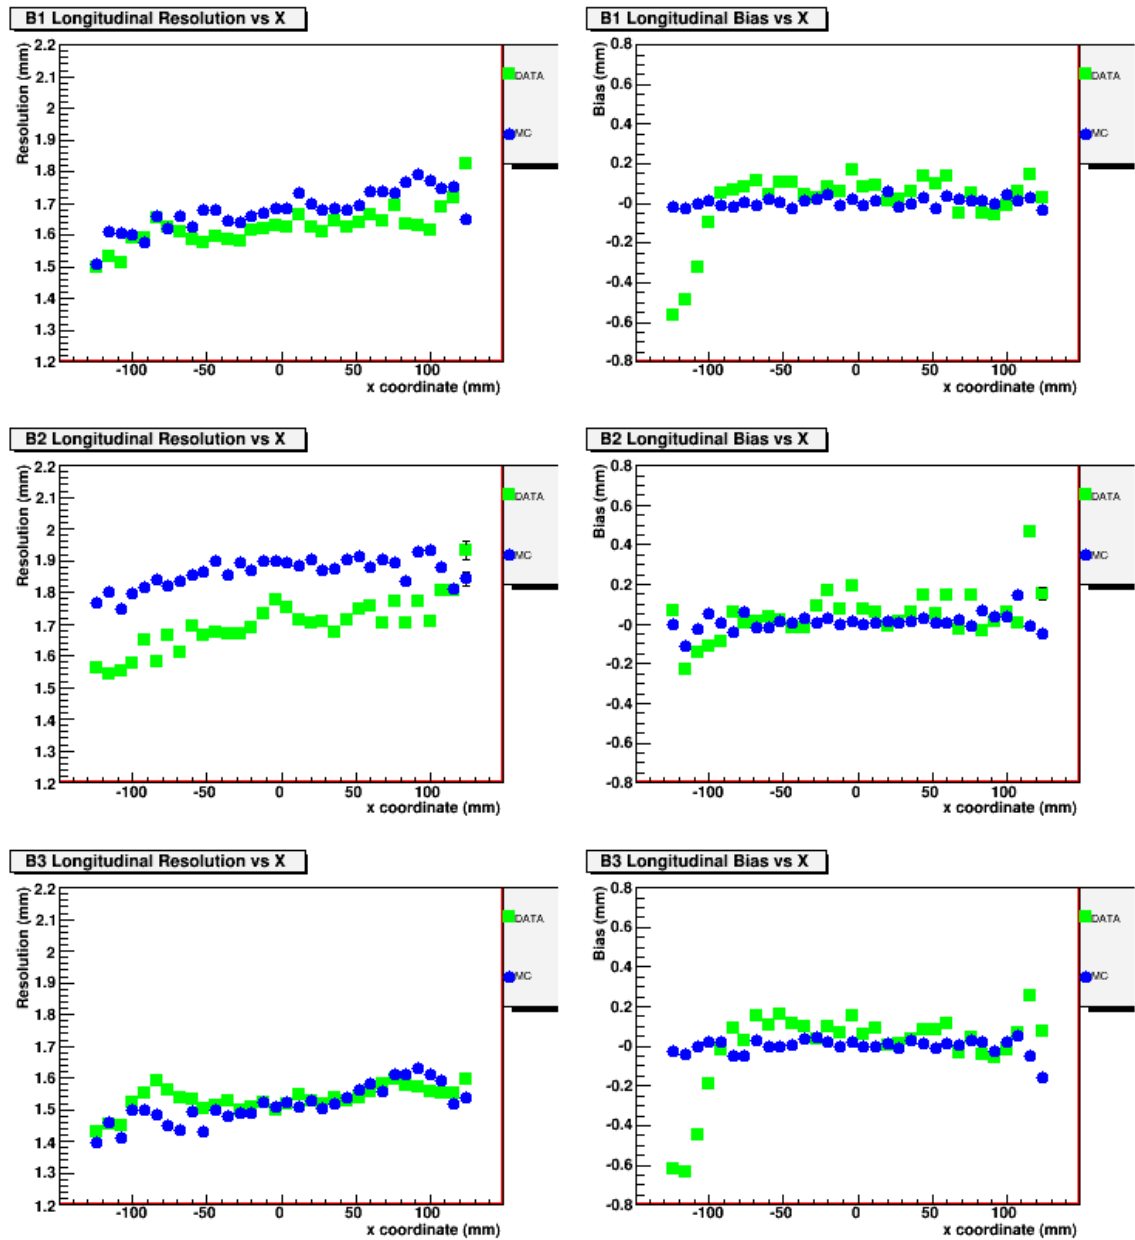 B1 Longitudinal Resolution vs X
Resolution (mm)
2.2
2.1
2
1.9
1.8
1.7
1.6
1.5
1.4
1.3
1.2
-100 -50 0 50 100
x coordinate (mm)
DATA
MC
B1 Longitudinal Bias vs X
Bias (mm)
0.8
0.6
0.4
0.2
-0
-0.2
-0.4
-0.6
-0.8
-100 -50 0 50 100
x coordinate (mm)
DATA
MC
B2 Longitudinal Resolution vs X
Resolution (mm)
2.2
2.1
2
1.9
1.8
1.7
1.6
1.5
1.4
1.3
1.2
-100 -50 0 50 100
x coordinate (mm)
DATA
MC
B2 Longitudinal Bias vs X
Bias (mm)
0.8
0.6
0.4
0.2
-0
-0.2
-0.4
-0.6
-0.8
-100 -50 0 50 100
x coordinate (mm)
DATA
MC
B3 Longitudinal Resolution vs X
Resolution (mm)
2.2
2.1
2
1.9
1.8
1.7
1.6
1.5
1.4
1.3
1.2
-100 -50 0 50 100
x coordinate (mm)
DATA
MC
B3 Longitudinal Bias vs X
Bias (mm)
0.8
0.6
0.4
0.2
-0
-0.2
-0.4
-0.6
-0.8
-100 -50 0 50 100
x coordinate (mm)
DATA
MC